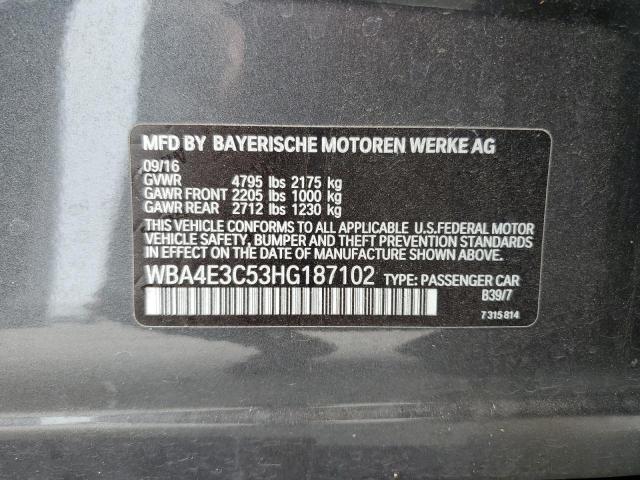 MFD BY BAYERISCHE MOTOREN WERKE AG
09/16
GVWR 4795 lbs 2175 kg
GAWR FRONT 2205 lbs 1000 kg
GAWR REAR 2712 lbs 1230 kg
THIS VEHICLE CONFORMS TO ALL APPLICABLE U.S.FEDERAL MOTOR
VEHICLE SAFETY, BUMPER AND THEFT PREVENTION STANDARDS
IN EFFECT ON THE DATE OF MANUFACTURE SHOWN ABOVE.
WBA4E3C53HG187102 TYPE: PASSENGER CAR
B39/7
7 315 814